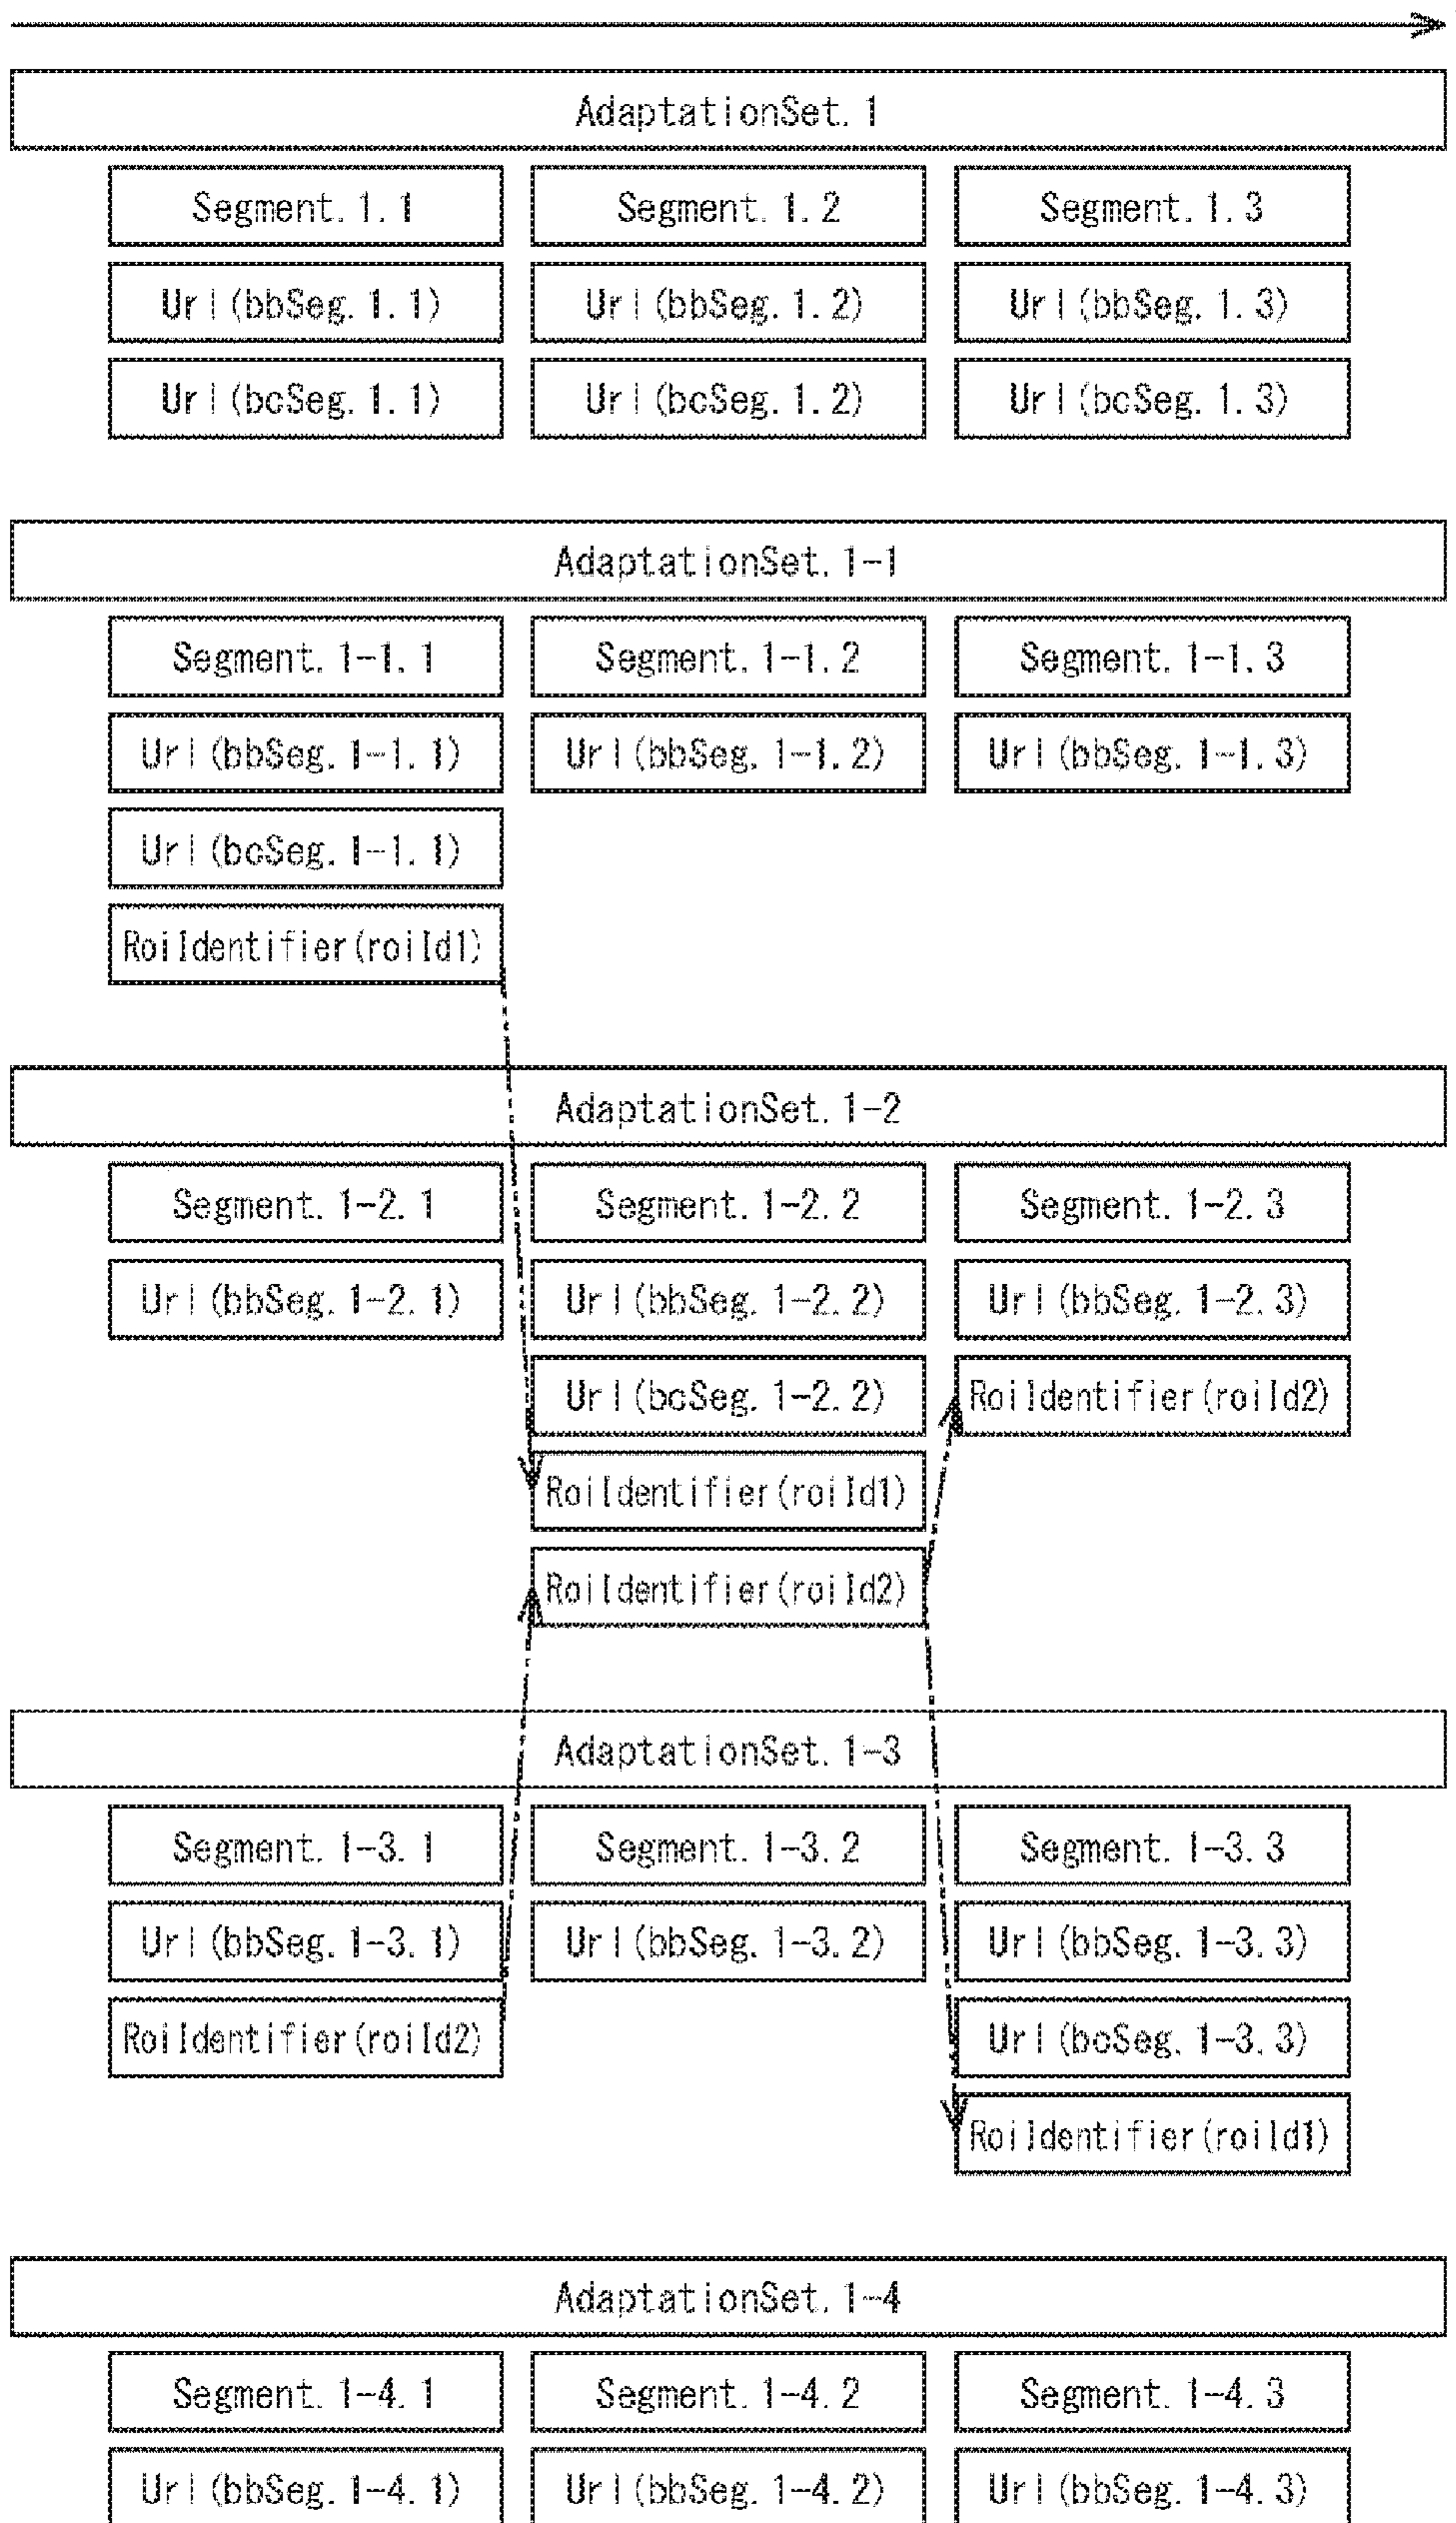 AdaptationSet. 1
Segment. 1. 1 Segment. 1. 2 Segment. 1. 3
Url(bbSeg. 1. 1) Url(bbSeg. 1. 2) Url(bbSeg. 1. 3)
Url(bcSeg. 1. 1) Url(bcSeg. 1. 2) Url(bcSeg. 1. 3)
AdaptationSet. 1-1
Segment. 1-1. 1 Segment. 1-1. 2 Segment. 1-1. 3
Url(bbSeg. 1-1. 1) Url(bbSeg. 1-1. 2) Url(bbSeg. 1-1. 3)
Url(bcSeg. 1-1. 1)
RoiIdentifier(roiId1)
AdaptationSet. 1-2
Segment. 1-2. 1 Segment. 1-2. 2 Segment. 1-2. 3
Url(bbSeg. 1-2. 1) Url(bbSeg. 1-2. 2) Url(bbSeg. 1-2. 3)
Url(bcSeg. 1-2. 2) RoiIdentifier(roiId2)
RoiIdentifier(roiId1)
RoiIdentifier(roiId2)
AdaptationSet. 1-3
Segment. 1-3. 1 Segment. 1-3. 2 Segment. 1-3. 3
Url(bbSeg. 1-3. 1) Url(bbSeg. 1-3. 2) Url(bbSeg. 1-3. 3)
RoiIdentifier(roiId2) Url(bcSeg. 1-3. 3)
RoiIdentifier(roiId1)
AdaptationSet. 1-4
Segment. 1-4. 1 Segment. 1-4. 2 Segment. 1-4. 3
Url(bbSeg. 1-4. 1) Url(bbSeg. 1-4. 2) Url(bbSeg. 1-4. 3)